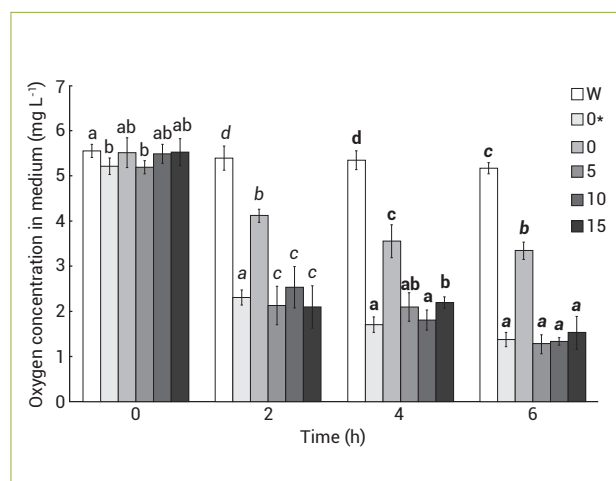 7
6
5
4
3
2
1
0
Oxygen concentration in medium (mg L-1)
a b ab b ab ab
d a b c c c
d a c ab a b
c a b a a a
0 2 4 6
Time (h)
W
0*
0
5
10
15